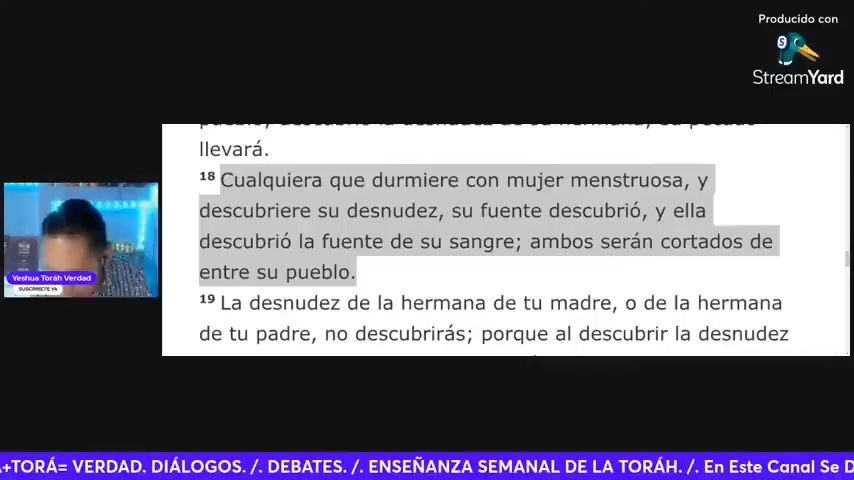 Producido con
StreamYard
llevará.
18 Cualquiera que durmiere con mujer menstruosa, y
descubriere su desnudez, su fuente descubrió, y ella
descubrió la fuente de su sangre; ambos serán cortados de
entre su pueblo.
19 La desnudez de la hermana de tu madre, o de la hermana
de tu padre, no descubrirás; porque al descubrir la desnudez
Yeshua Toráh Verdad
SUSCRIBETE YA
+TORÁ= VERDAD. DIÁLOGOS. /. DEBATES. /. ENSEÑANZA SEMANAL DE LA TORÁH. /. En Este Canal Se D